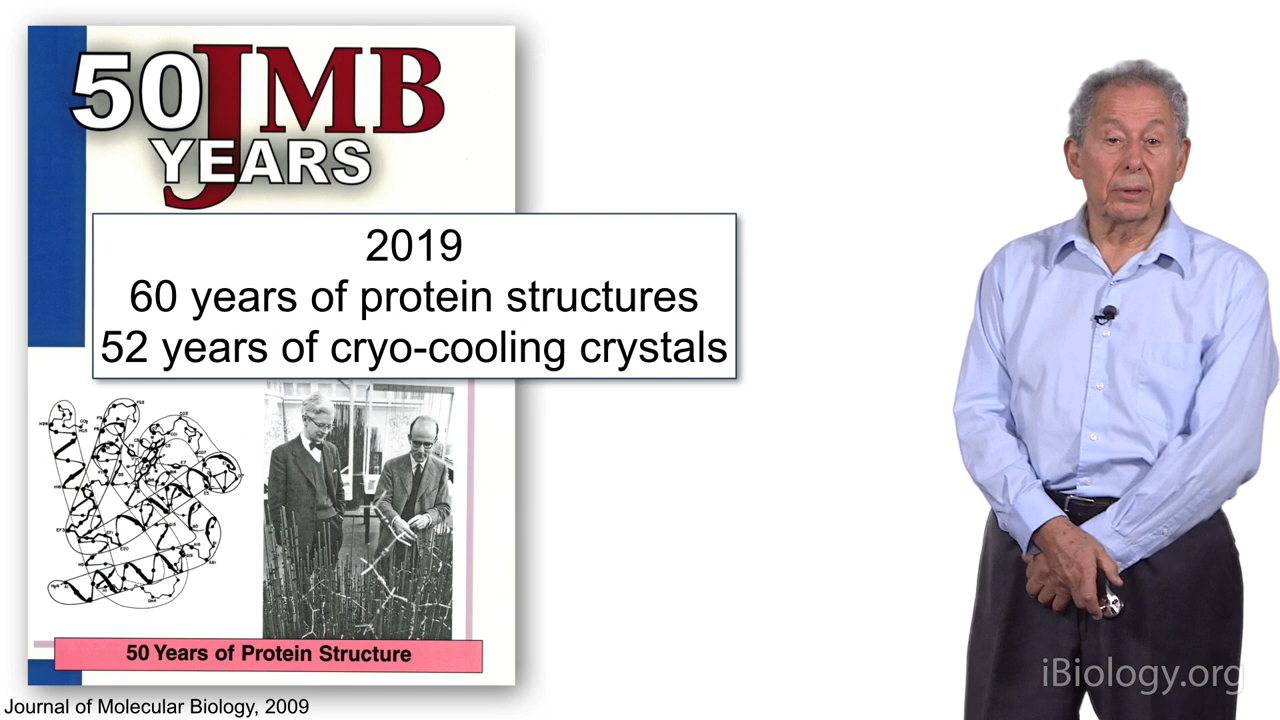 50 JMB
YEARS
2019
60 years of protein structures
52 years of cryo-cooling crystals
50 Years of Protein Structure
Journal of Molecular Biology, 2009
iBiology.org